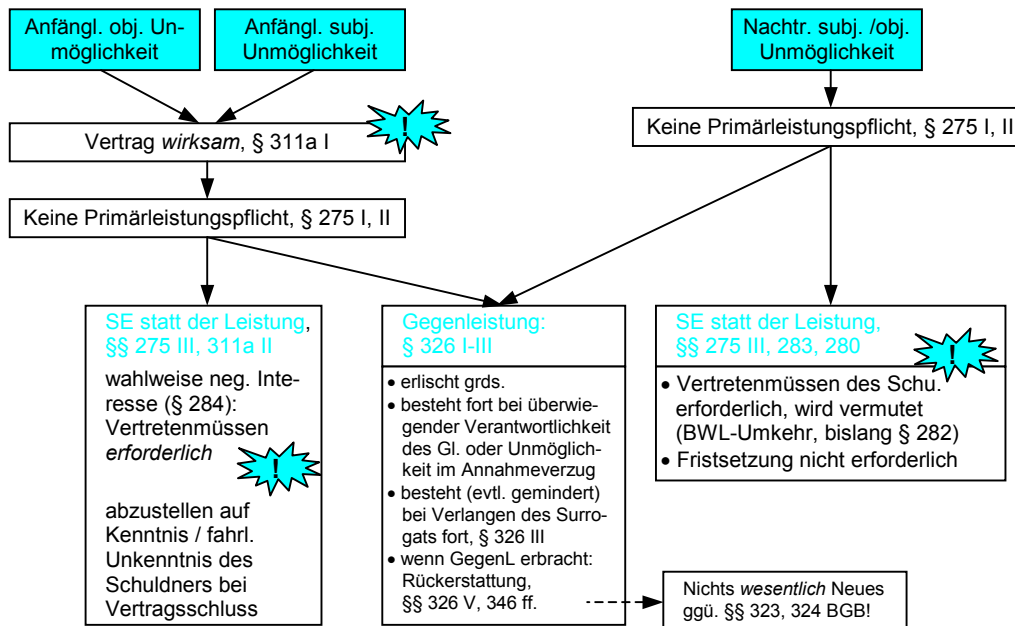 Anfängl. obj. Un-
möglichkeit
Anfängl. subj.
Unmöglichkeit
Nachtr. subj. /obj.
Unmöglichkeit
!
Vertrag wirksam, § 311a I
Keine Primärleistungspflicht, § 275 I, II
Keine Primärleistungspflicht, § 275 I, II
SE statt der Leistung,
§§ 275 III, 311a II
wahlweise neg. Inte-
resse (§ 284):
Vertretenmüssen
erforderlich
!
abzustellen auf
Kenntnis / fahrl.
Unkenntnis des
Schuldners bei
Vertragsschluss
Gegenleistung:
§ 326 I-III
• erlischt grds.
• besteht fort bei überwie-
gender Verantwortlichkeit
des Gl. oder Unmöglich-
keit im Annahmeverzug
• besteht (evtl. gemindert)
bei Verlangen des Surro-
gats fort, § 326 III
• wenn GegenL erbracht:
Rückerstattung,
§§ 326 V, 346 ff.
SE statt der Leistung,
§§ 275 III, 283, 280
!
• Vertretenmüssen des Schu.
erforderlich, wird vermutet
(BWL-Umkehr, bislang § 282)
• Fristsetzung nicht erforderlich
Nichts wesentlich Neues
ggü. §§ 323, 324 BGB!